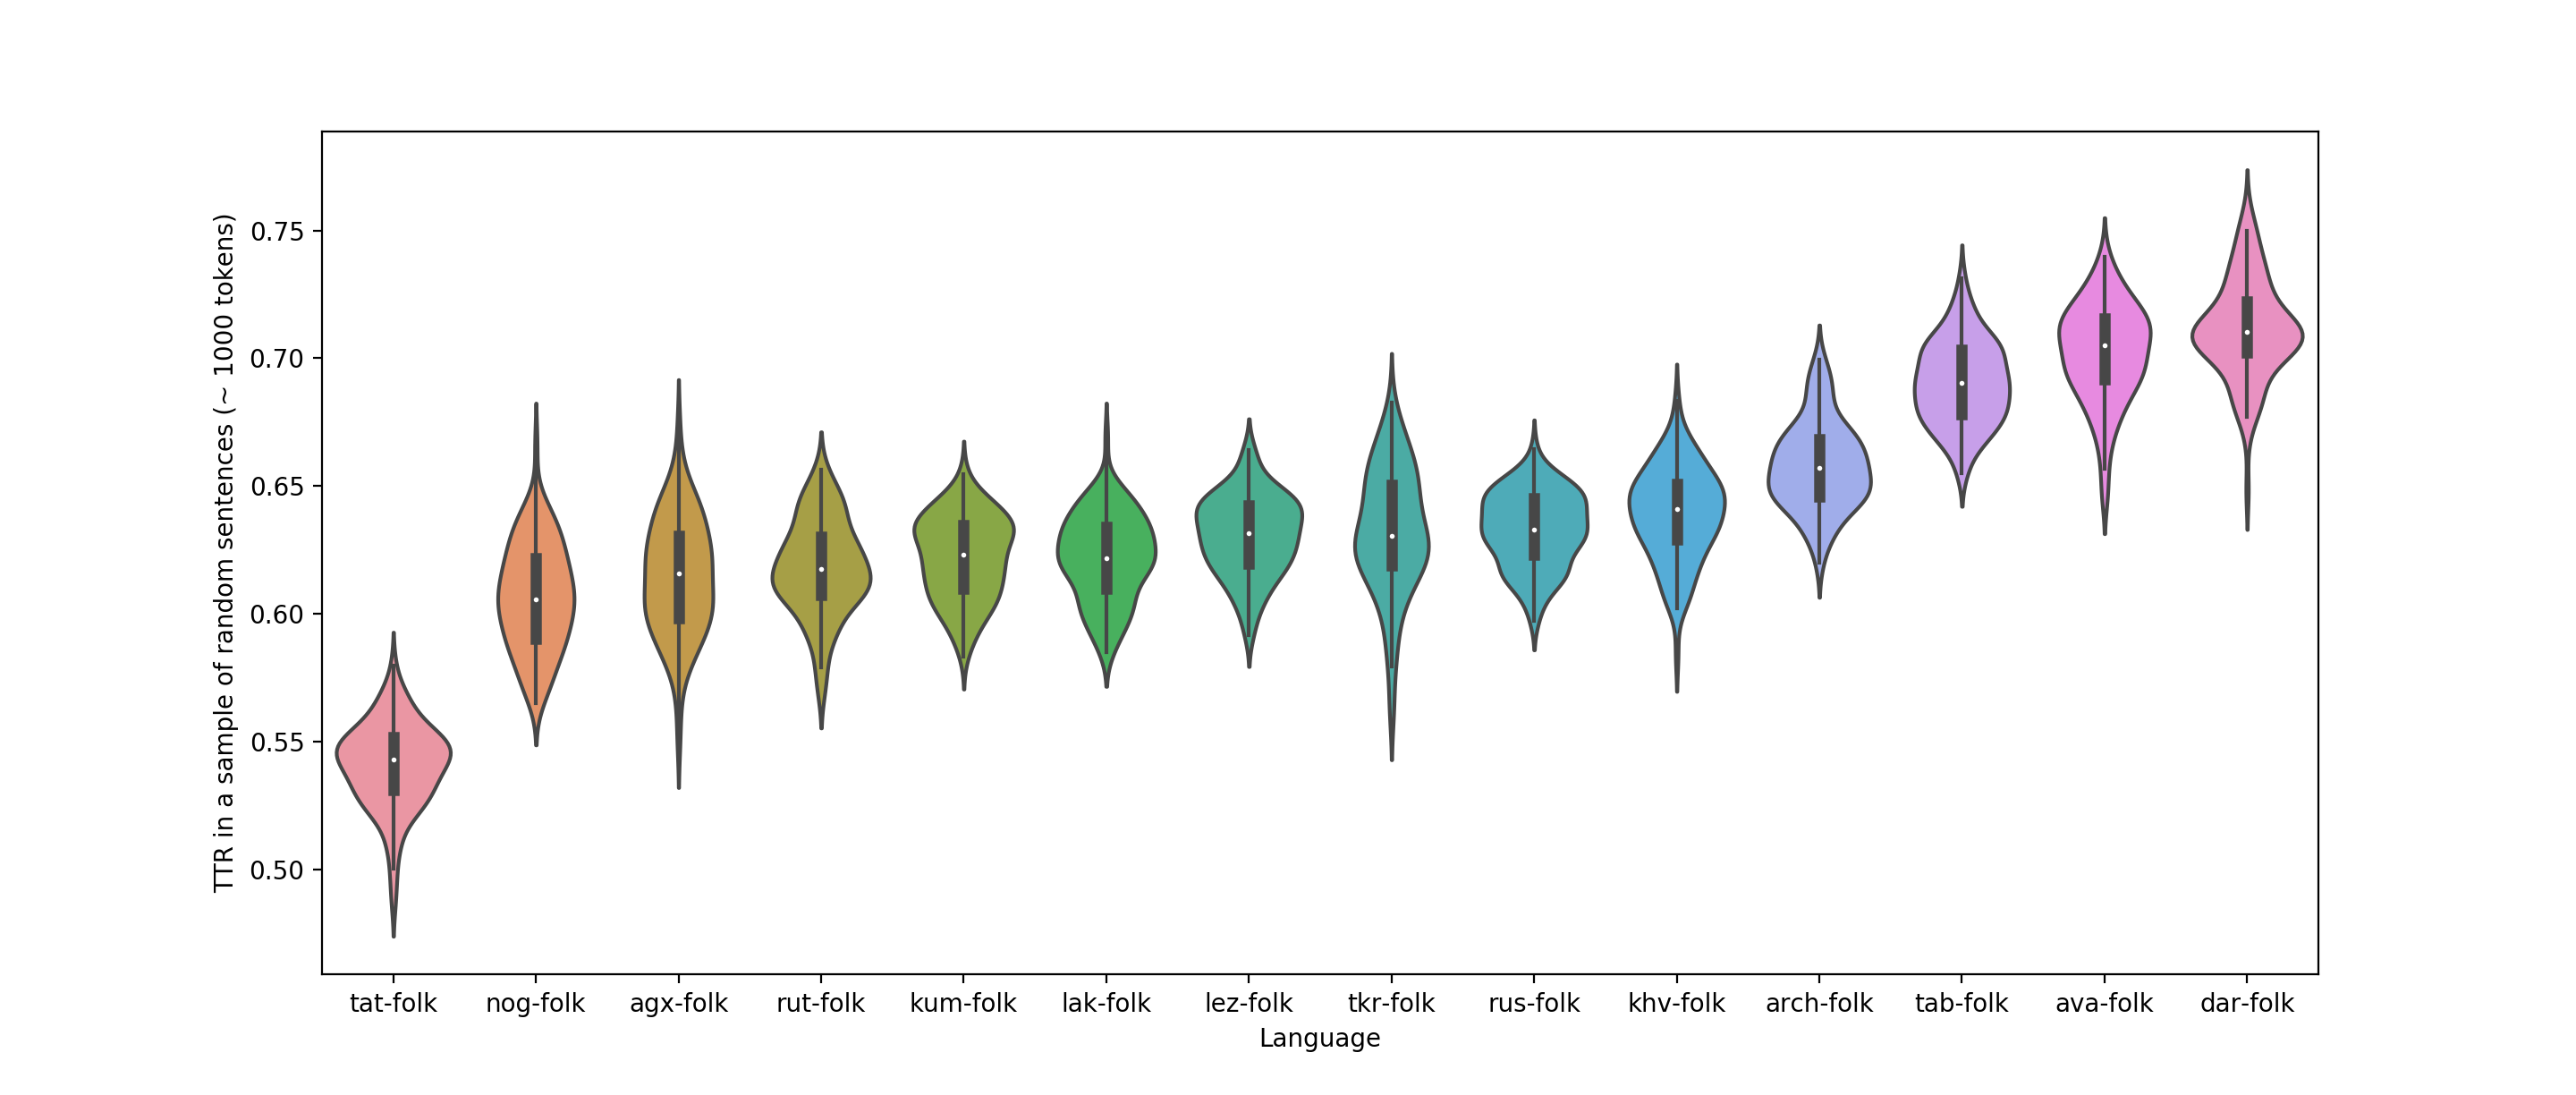 TTR in a sample of random sentences (~ 1000 tokens)
0.75
0.70
0.65
0.60
0.55
0.50
tat-folk nog-folk agx-folk rut-folk kum-folk lak-folk lez-folk tkr-folk rus-folk khv-folk arch-folk tab-folk ava-folk dar-folk
Language